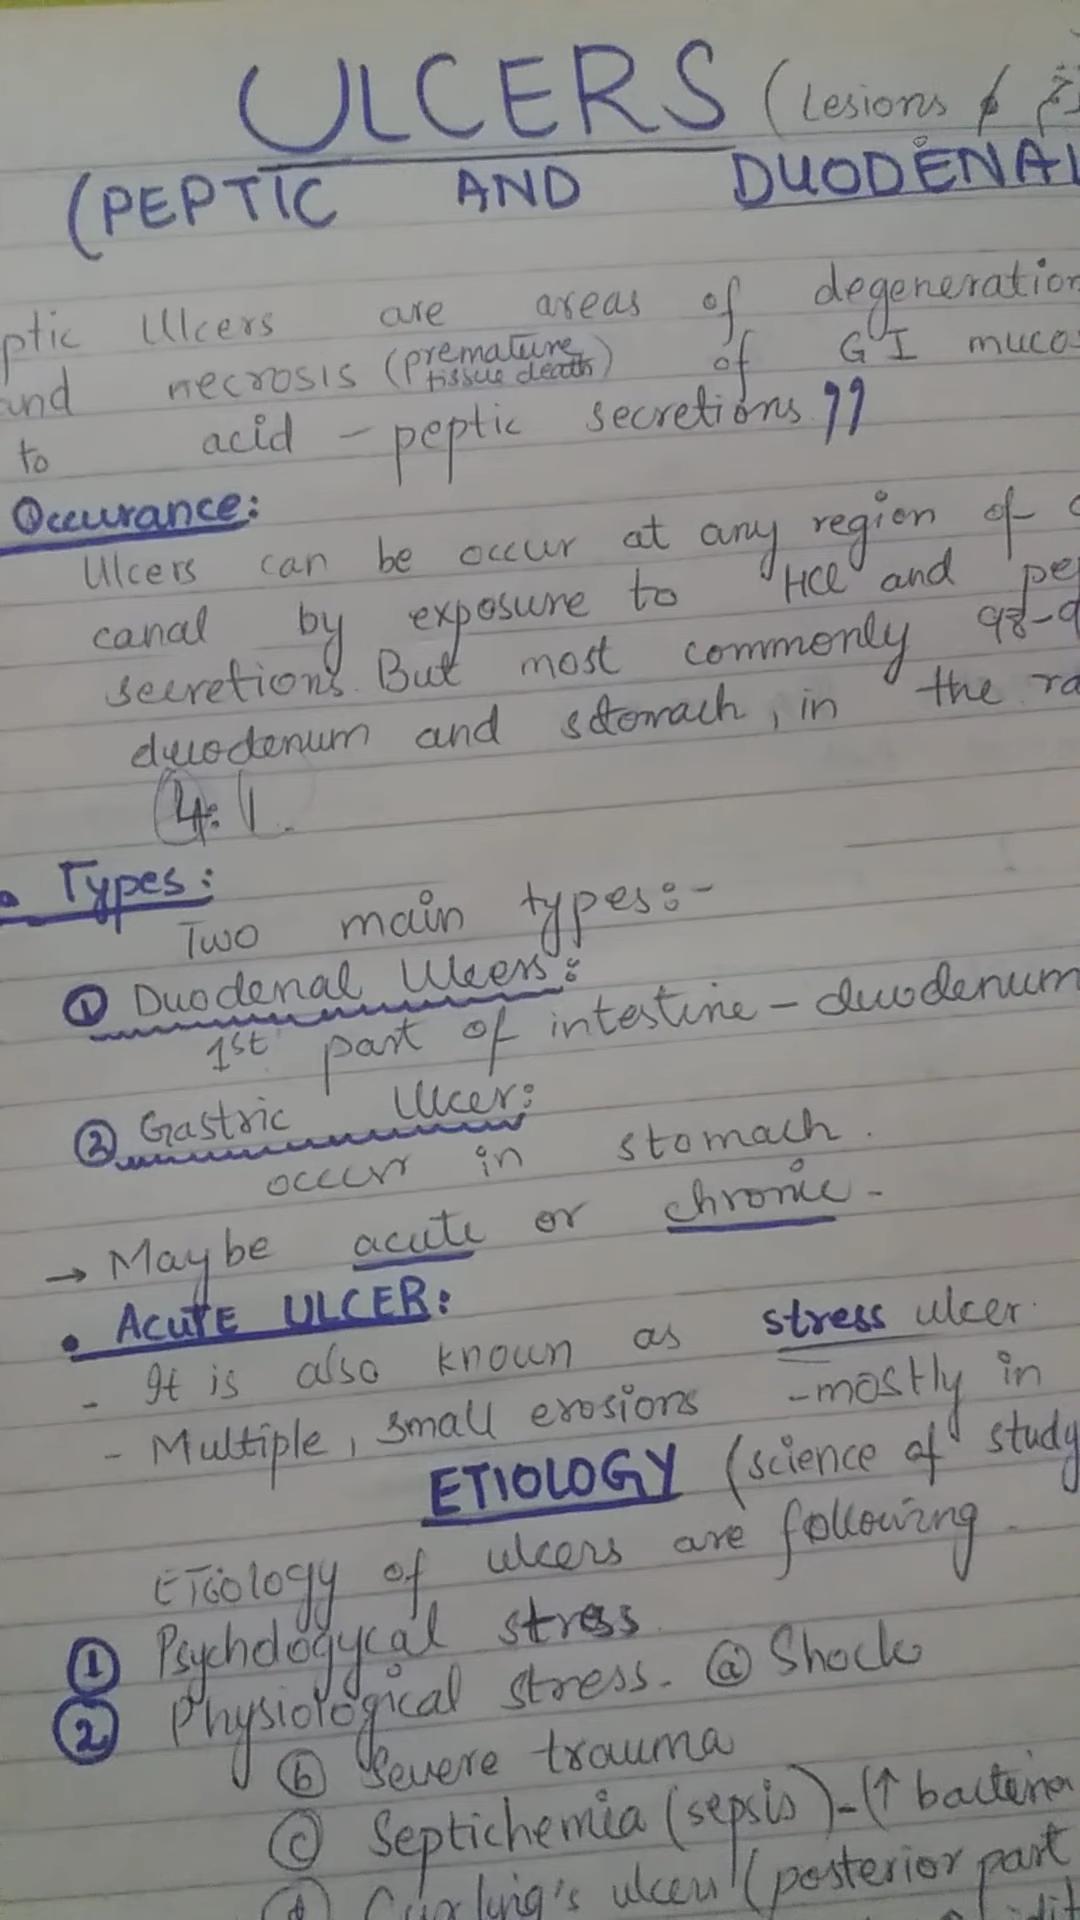 ULCERS (Lesions
(PEPTIC AND DUODENAL
ptic Ulcers are areas of degeneration
and necrosis (premature tissue death) of GI muco
to acid - peptic secretions ”
Occurance:
Ulcers can be occur at any region of
canal by exposure to HCl and pep
secretions. But most commonly
duodenum and stomach, in the ra
4:1.
• Types:
Two main types:-
① Duodenal Ulcers:
1st part of intestine - duodenum
② Gastric Ulcer:
occur in stomach.
→ Maybe acute or chronic -
• ACUTE ULCER:
- It is also known as stress ulcer.
- Multiple, small erosions - mostly in
ETIOLOGY (science of study
Etiology of ulcers are following -
① Psychdogycal stress.
② Physiological stress. ⓐ Shock
ⓑ Severe trauma
ⓒ Septichemia (sepsis) - (↑ bacteria
ⓓ Curling's ulcer (posterior part